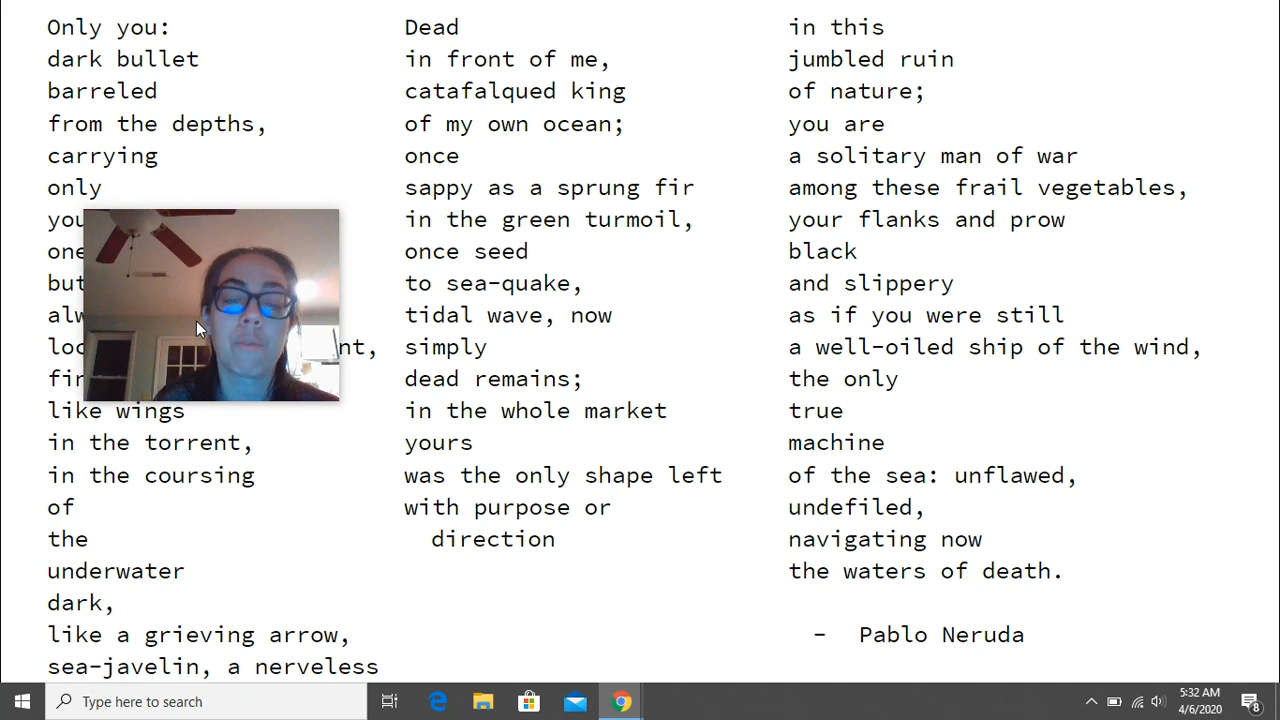 Only you:
dark bullet
barreled
from the depths,
carrying
only
like wings
in the torrent,
in the coursing
of
the
underwater
dark,
like a grieving arrow,
sea-javelin, a nerveless
Dead
in front of me,
catafalqued king
of my own ocean;
once
sappy as a sprung fir
in the green turmoil,
once seed
to sea-quake,
tidal wave, now
simply
dead remains;
in the whole market
yours
was the only shape left
with purpose or
direction
in this
jumbled ruin
of nature;
you are
a solitary man of war
among these frail vegetables,
your flanks and prow
black
and slippery
as if you were still
a well-oiled ship of the wind,
the only
true
machine
of the sea: unflawed,
undefiled,
navigating now
the waters of death.
- Pablo Neruda
Type here to search
5:32 AM
4/6/2020
8